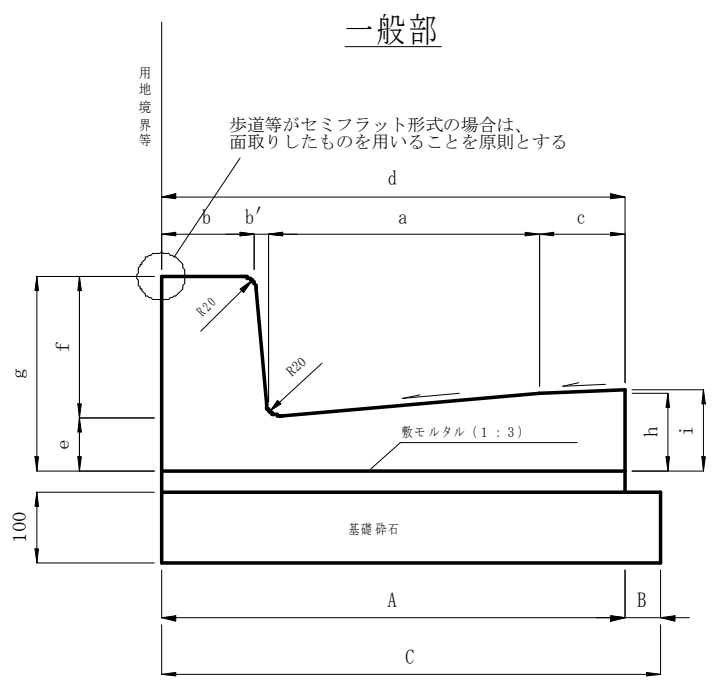 一般部
用地境界等
歩道等がセミフラット形式の場合は、
面取りしたものを用いることを原則とする
d
b
b′
a
c
R20
R20
f
g
e
h
i
敷モルタル（1：3）
100
基礎砕石
A
B
C